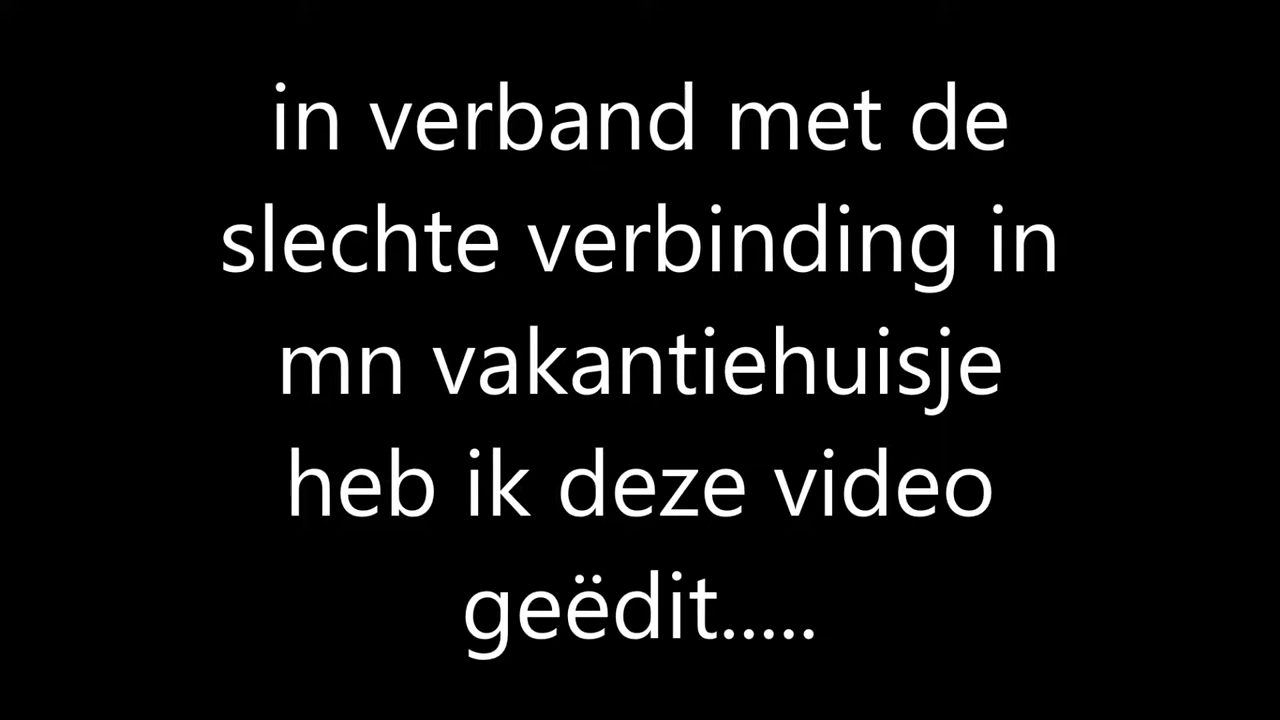 in verband met de
slechte verbinding in
mn vakantiehuisje
heb ik deze video
geëdit.....